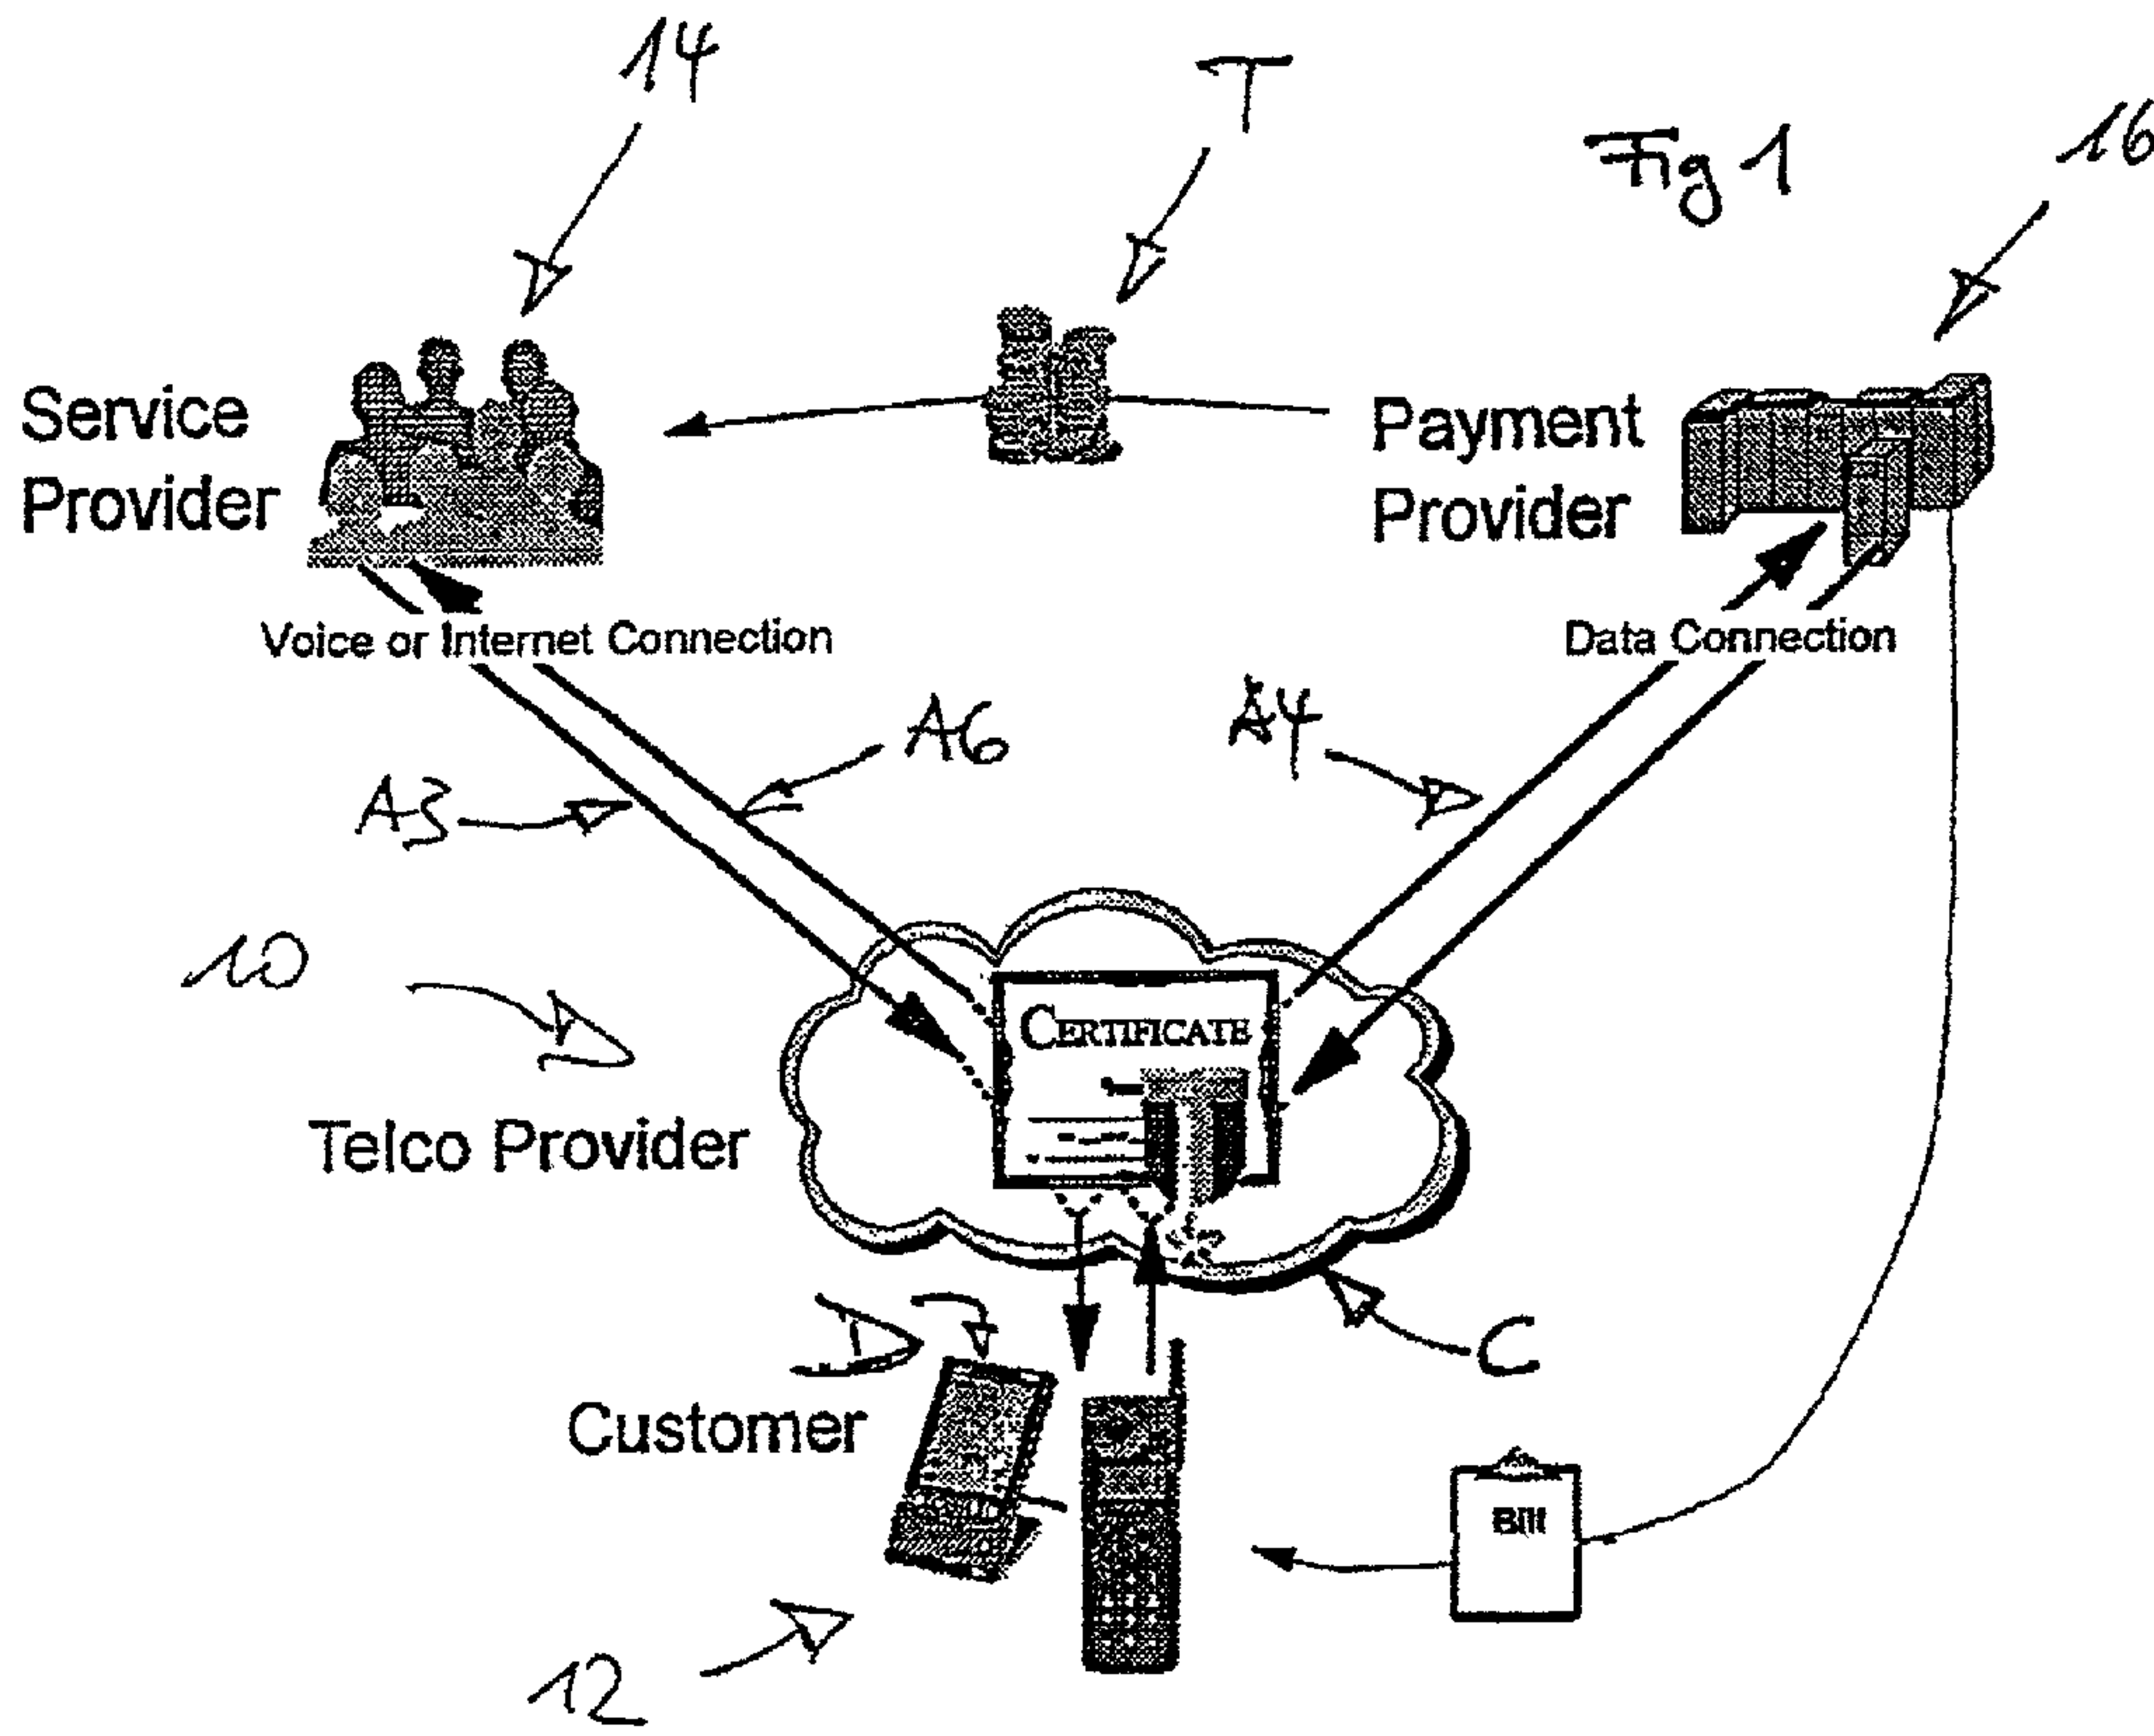 14
T
Fig 1
16
Service
Provider
Payment
Provider
Voice or Internet Connection
Data Connection
A6
A4
A3
10
CERTIFICATE
Telco Provider
D
C
Customer
Bill
12